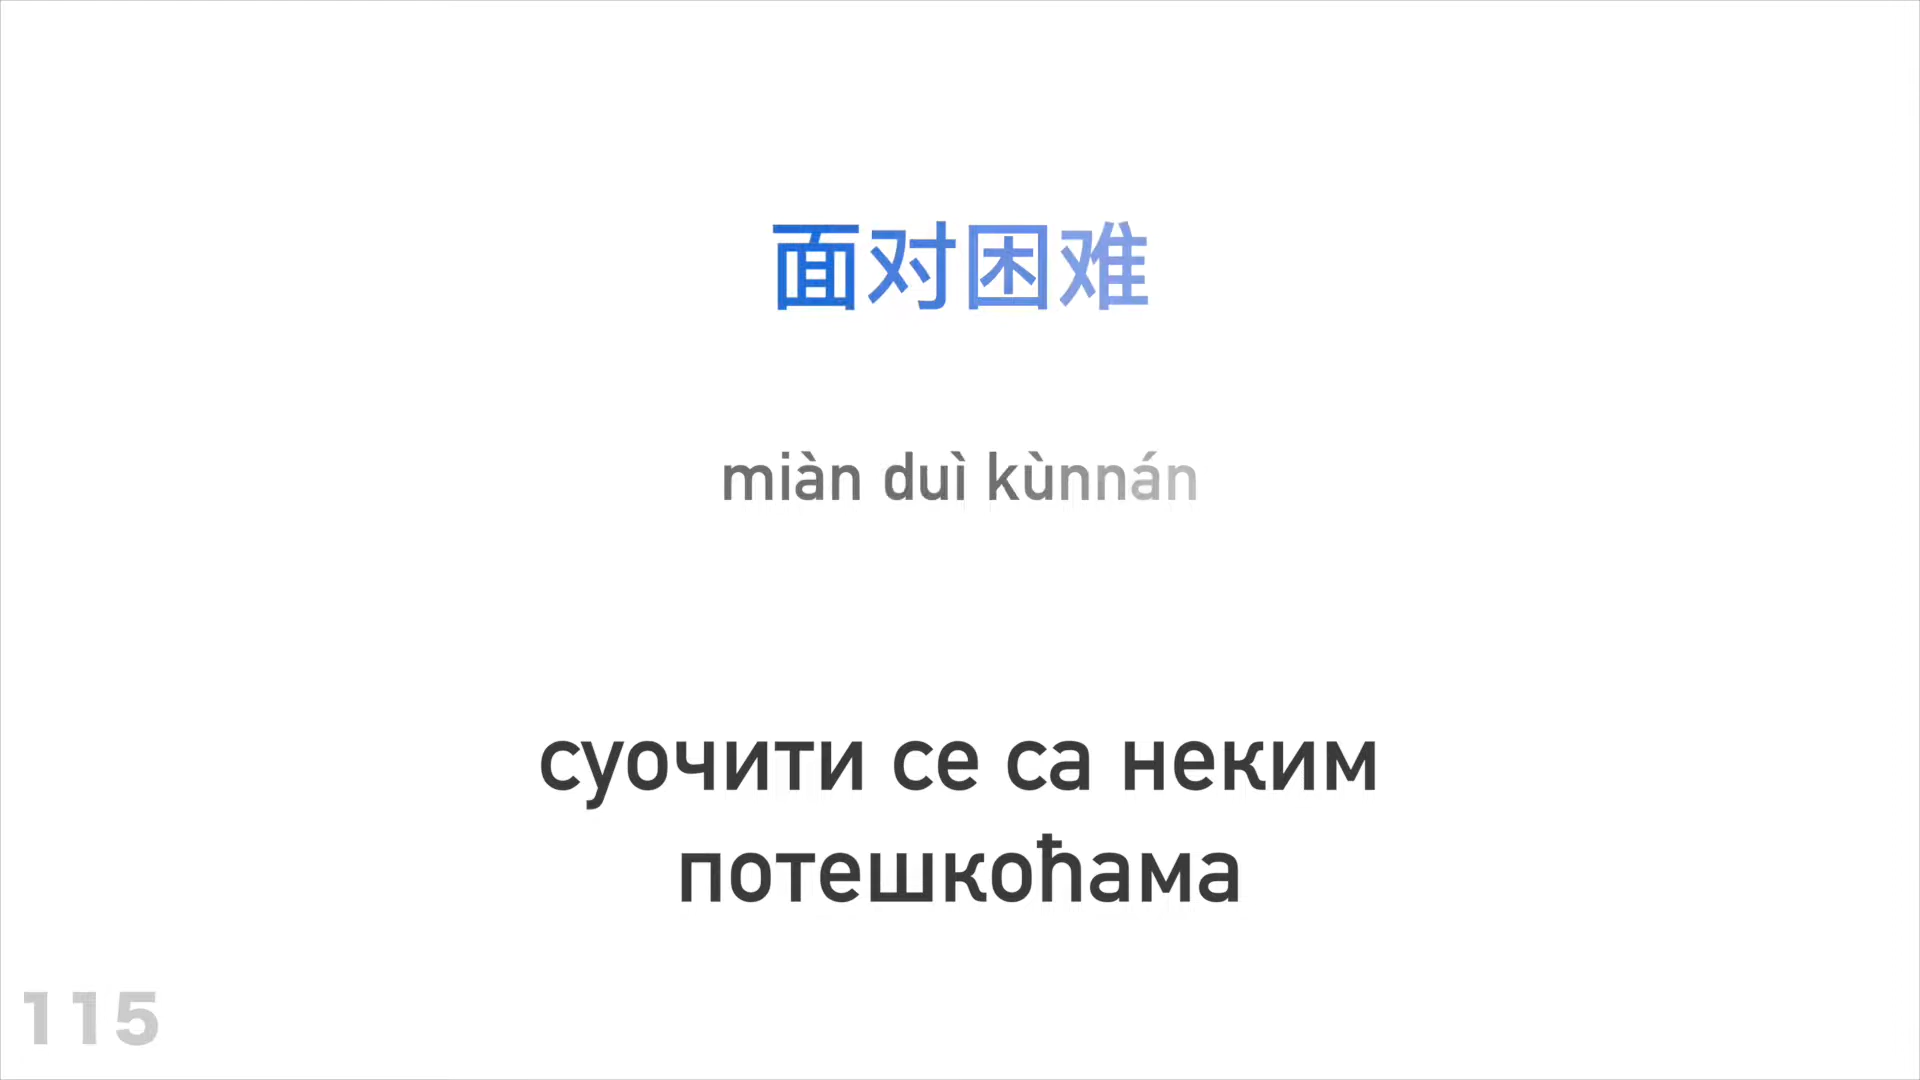 面对困难
miàn duì kùnnán
суочити се са неким
потешкоћама
115